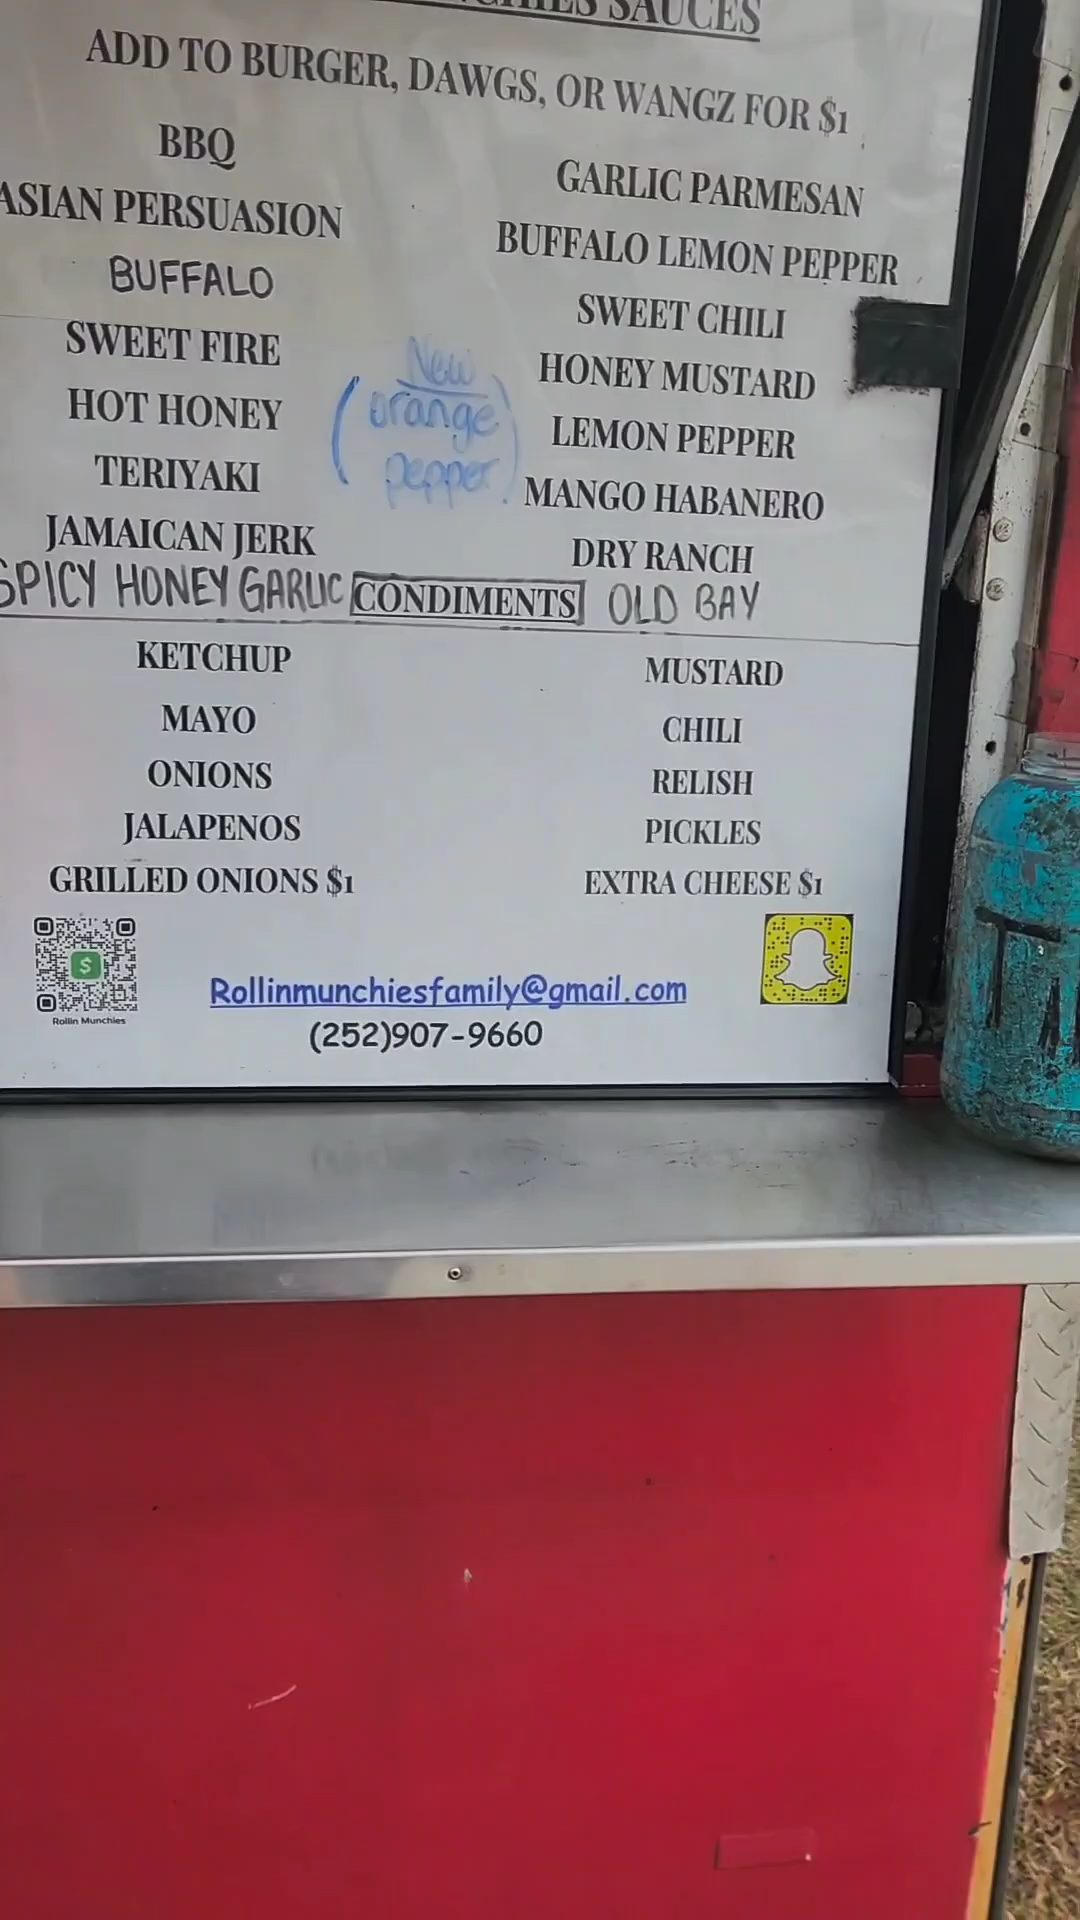 SAUCES
ADD TO BURGER, DAWGS, OR WANGZ FOR $1
BBQ
ASIAN PERSUASION
BUFFALO
SWEET FIRE
HOT HONEY
TERIYAKI
JAMAICAN JERK
SPICY HONEY GARLIC
New
(orange
pepper)
GARLIC PARMESAN
BUFFALO LEMON PEPPER
SWEET CHILI
HONEY MUSTARD
LEMON PEPPER
MANGO HABANERO
DRY RANCH
OLD BAY
CONDIMENTS
KETCHUP
MAYO
ONIONS
JALAPENOS
GRILLED ONIONS $1
MUSTARD
CHILI
RELISH
PICKLES
EXTRA CHEESE $1
$
Rollin Munchies
Rollinmunchiesfamily@gmail.com
(252)907-9660